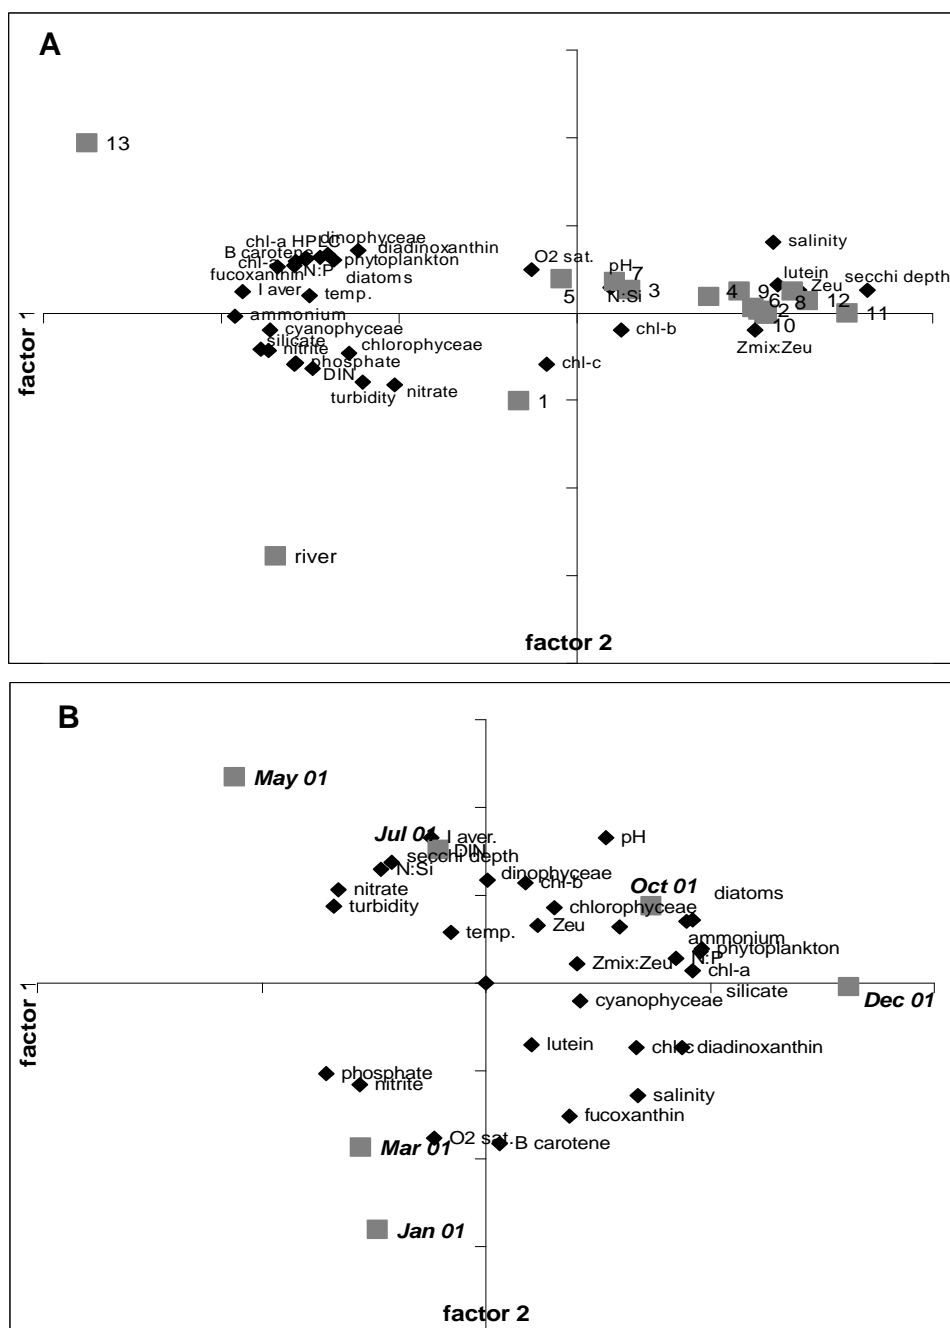 A
13
chl-a HPLC
dinophyceae
B carotene
diadinoxanthin
chl-a
N:P
phytoplankton
fucoxanthin
diatoms
I aver.
temp.
ammonium
cyanophyceae
silicate
nitrite
chlorophyceae
phosphate
DIN
turbidity
nitrate
O2 sat.
5
pH
7
N:Si
3
chl-b
chl-c
1
salinity
lutein
secchi depth
4
9
Zeu
6
8
12
2
11
10
Zmix:Zeu
river
factor 1
factor 2
B
May 01
Jul 01
I aver.
pH
DIN
secchi depth
N:Si
dinophyceae
chl-b
nitrate
turbidity
Oct 01
diatoms
chlorophyceae
Zeu
temp.
ammonium
phytoplankton
N:P
Zmix:Zeu
chl-a
silicate
cyanophyceae
Dec 01
factor 1
lutein
chl-c
diadinoxanthin
phosphate
nitrite
salinity
fucoxanthin
O2 sat.
B carotene
Mar 01
Jan 01
factor 2